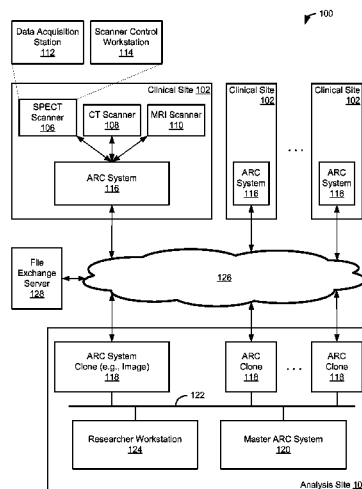 100
Data Acquisition
Station
112
Scanner Control
Workstation
114
Clinical Site 102
SPECT
Scanner
106
CT Scanner
108
MRI Scanner
110
ARC System
116
Clinical Site
102
ARC
System
116
...
Clinical Site
102
ARC
System
116
File
Exchange
Server
128
126
ARC System
Clone (e.g., Image)
118
ARC
Clone
118
...
ARC
Clone
118
122
Researcher Workstation
124
Master ARC System
120
Analysis Site 10